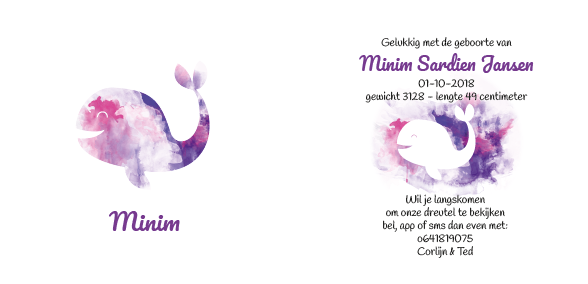 Minim
Gelukkig met de geboorte van
Minim Sardien Jansen
01-10-2018
gewicht 3128 - lengte 49 centimeter
Wil je langskomen
om onze dreutel te bekijken
bel, app of sms dan even met:
0641819075
Corlijn & Ted